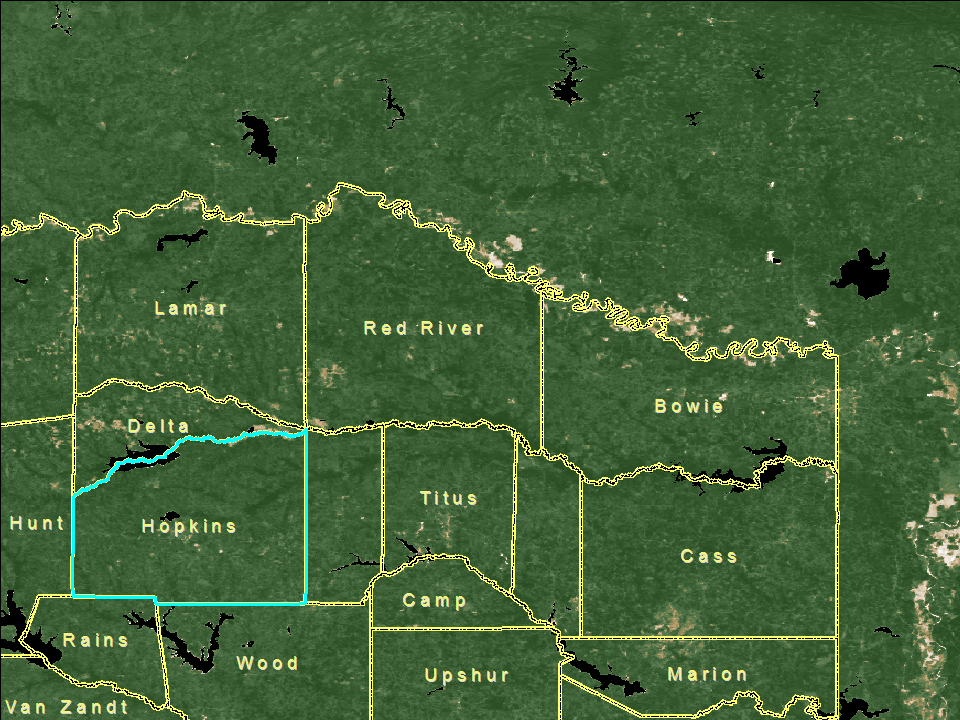 Lamar
Red River
Bowie
Delta
Titus
Hunt
Hopkins
Cass
Camp
Rains
Wood
Upshur
Marion
Van Zandt